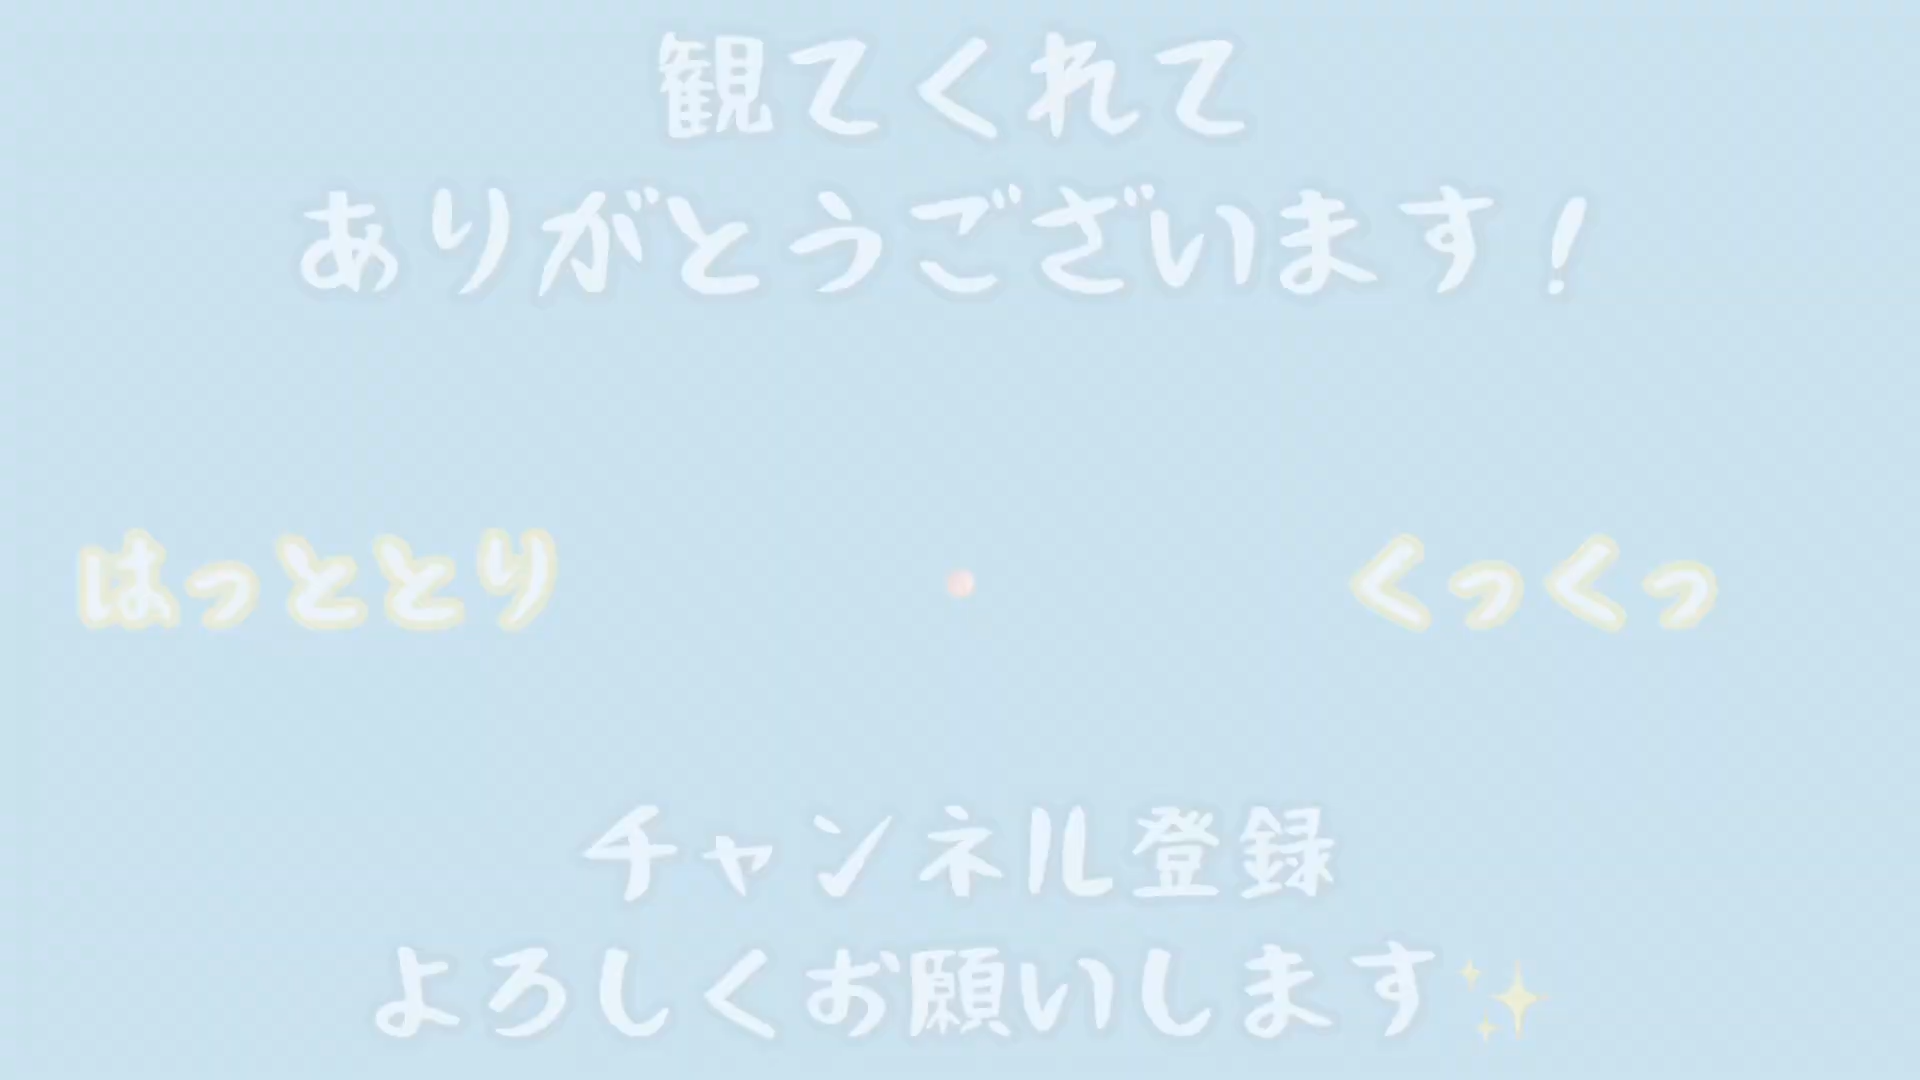 観てくれて
ありがとうございます！
はっととり
くっくっ
チャンネル登録
よろしくお願いします✨